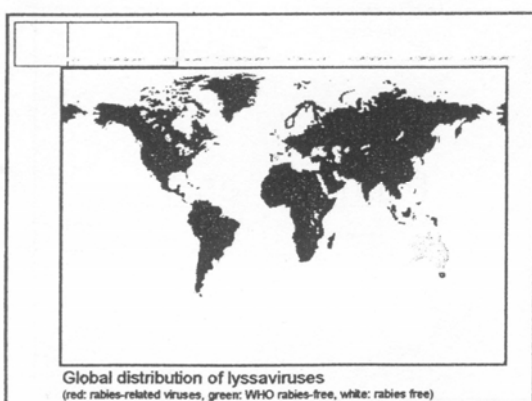 Global distribution of lyssaviruses
(red: rabies-related viruses, green: WHO rabies-free, white: rabies free)